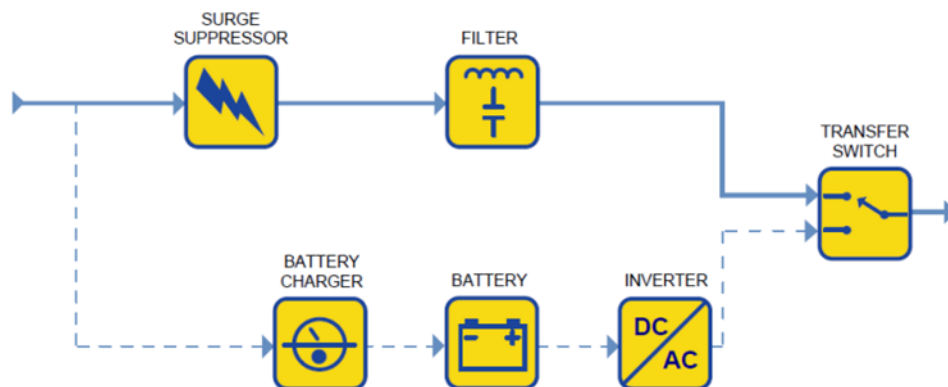 SURGE
SUPPRESSOR
FILTER
TRANSFER
SWITCH
BATTERY
CHARGER
BATTERY
INVERTER
DC
AC